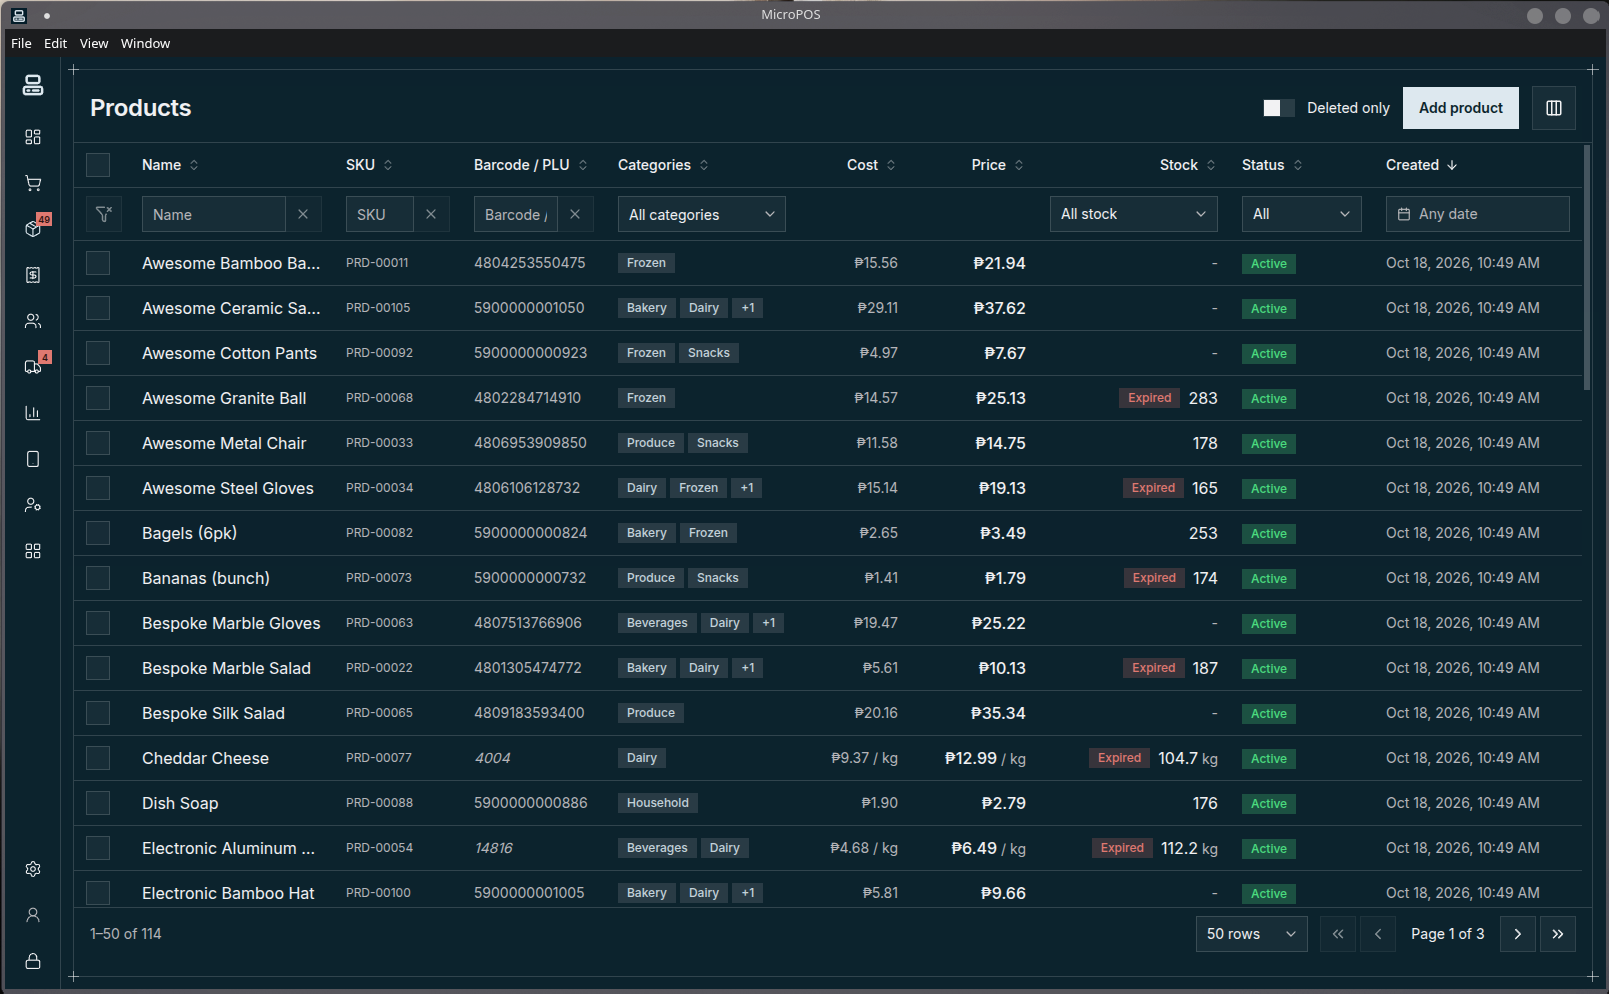 MicroPOS
File Edit View Window
Products
Deleted only
Add product
Name SKU Barcode / PLU Categories Cost Price Stock Status Created
Name SKU Barcode / All categories All stock All Any date
Awesome Bamboo Ba... PRD-00011 4804253550475 Frozen ₱15.56 ₱21.94 - Active Oct 18, 2026, 10:49 AM
Awesome Ceramic Sa... PRD-00105 5900000001050 Bakery Dairy +1 ₱29.11 ₱37.62 - Active Oct 18, 2026, 10:49 AM
49
Awesome Cotton Pants PRD-00092 5900000000923 Frozen Snacks ₱4.97 ₱7.67 - Active Oct 18, 2026, 10:49 AM
4
Awesome Granite Ball PRD-00068 4802284714910 Frozen ₱14.57 ₱25.13 Expired 283 Active Oct 18, 2026, 10:49 AM
Awesome Metal Chair PRD-00033 4806953909850 Produce Snacks ₱11.58 ₱14.75 178 Active Oct 18, 2026, 10:49 AM
Awesome Steel Gloves PRD-00034 4806106128732 Dairy Frozen +1 ₱15.14 ₱19.13 Expired 165 Active Oct 18, 2026, 10:49 AM
Bagels (6pk) PRD-00082 5900000000824 Bakery Frozen ₱2.65 ₱3.49 253 Active Oct 18, 2026, 10:49 AM
Bananas (bunch) PRD-00073 5900000000732 Produce Snacks ₱1.41 ₱1.79 Expired 174 Active Oct 18, 2026, 10:49 AM
Bespoke Marble Gloves PRD-00063 4807513766906 Beverages Dairy +1 ₱19.47 ₱25.22 - Active Oct 18, 2026, 10:49 AM
Bespoke Marble Salad PRD-00022 4801305474772 Bakery Dairy +1 ₱5.61 ₱10.13 Expired 187 Active Oct 18, 2026, 10:49 AM
Bespoke Silk Salad PRD-00065 4809183593400 Produce ₱20.16 ₱35.34 - Active Oct 18, 2026, 10:49 AM
Cheddar Cheese PRD-00077 4004 Dairy ₱9.37 / kg ₱12.99 / kg Expired 104.7 kg Active Oct 18, 2026, 10:49 AM
Dish Soap PRD-00088 5900000000886 Household ₱1.90 ₱2.79 176 Active Oct 18, 2026, 10:49 AM
Electronic Aluminum ... PRD-00054 14816 Beverages Dairy ₱4.68 / kg ₱6.49 / kg Expired 112.2 kg Active Oct 18, 2026, 10:49 AM
Electronic Bamboo Hat PRD-00100 5900000001005 Bakery Dairy +1 ₱5.81 ₱9.66 - Active Oct 18, 2026, 10:49 AM
1–50 of 114 50 rows Page 1 of 3